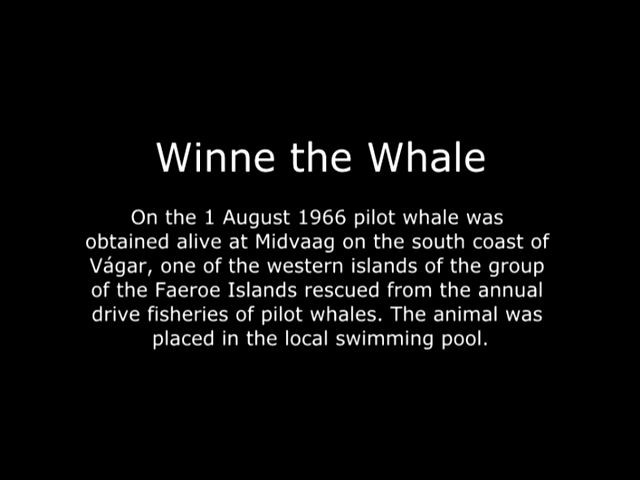 Winne the Whale
On the 1 August 1966 pilot whale was
obtained alive at Midvaag on the south coast of
Vágar, one of the western islands of the group
of the Faeroe Islands rescued from the annual
drive fisheries of pilot whales. The animal was
placed in the local swimming pool.